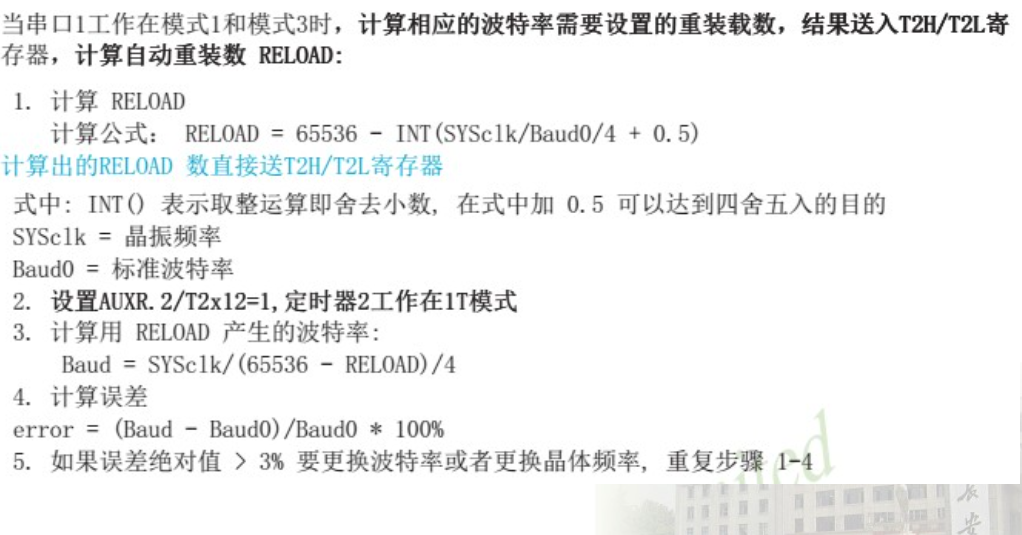 当串口1工作在模式1和模式3时，计算相应的波特率需要设置的重装载数，结果送入T2H/T2L寄
存器，计算自动重装数 RELOAD:
1. 计算 RELOAD
计算公式: RELOAD = 65536 - INT(SYSclk/Baud0/4 + 0.5)
计算出的RELOAD 数直接送T2H/T2L寄存器
式中: INT() 表示取整运算即舍去小数, 在式中加 0.5 可以达到四舍五入的目的
SYSclk = 晶振频率
Baud0 = 标准波特率
2. 设置AUXR.2/T2x12=1,定时器2工作在1T模式
3. 计算用 RELOAD 产生的波特率:
Baud = SYSclk/(65536 - RELOAD)/4
4. 计算误差
error = (Baud - Baud0)/Baud0 * 100%
5. 如果误差绝对值 > 3% 要更换波特率或者更换晶体频率, 重复步骤 1-4
长安